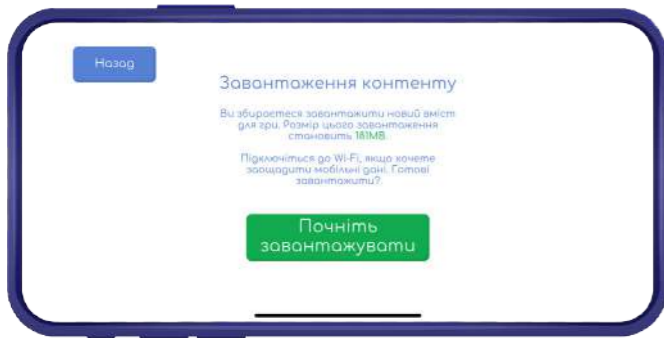 Назад
Завантаження контенту
Ви збираєтеся завантажити новий вміст
для гри. Розмір цього завантаження
становить 181MB.
Підключіться до Wi-Fi, якщо хочете
заощадити мобільні дані. Готові
завантажити?
Почніть
завантажувати